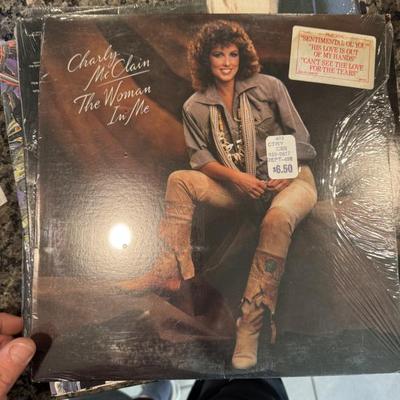 Charly
McClain
The Woman
In Me
"SENTIMENTAL OL' YOU"
"HIS LOVE IS OUT
OF MY HANDS"
"CAN'T SEE THE LOVE
FOR THE TEARS"
CTRY
$6.50